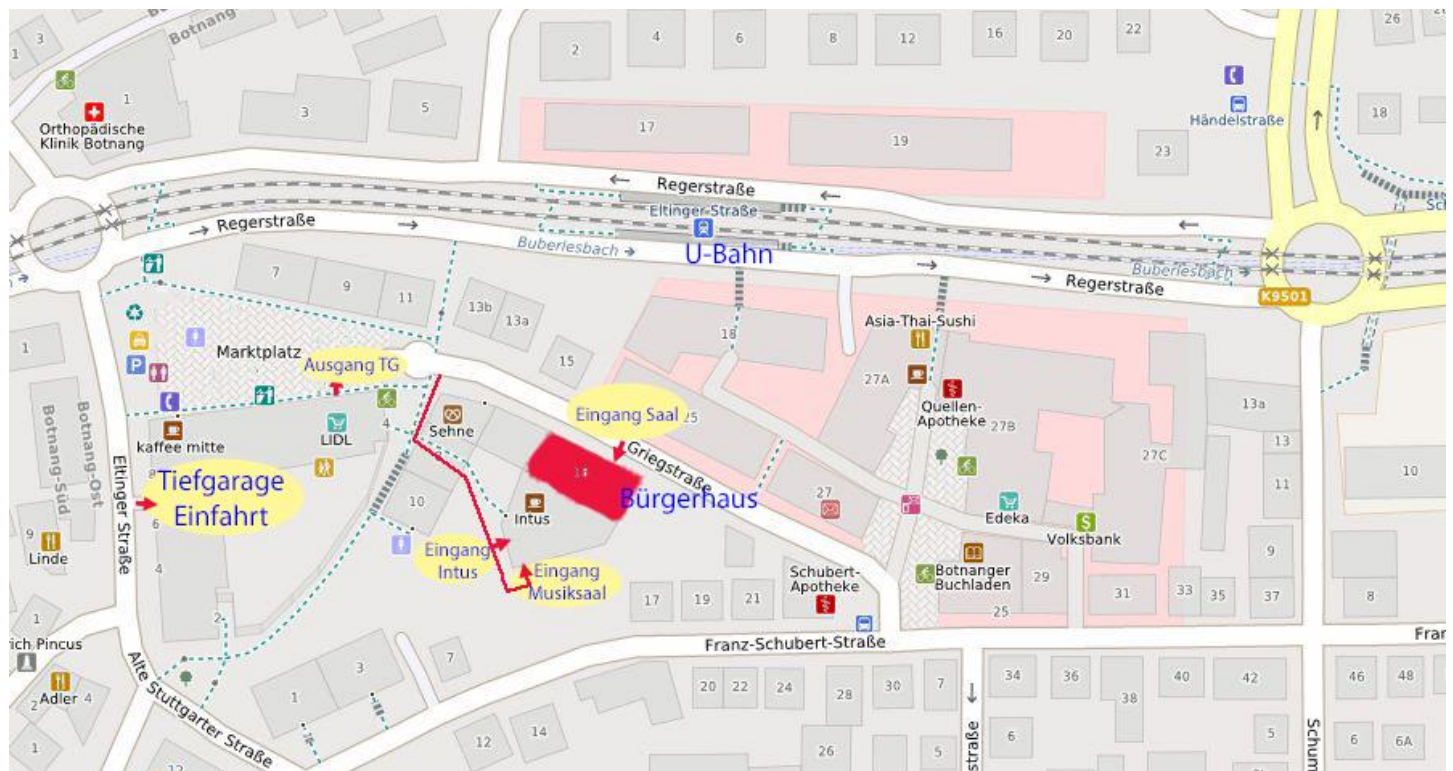 Botnang-
Botnang
1
3
1
Orthopädische
Klinik Botnang
3
5
2
4
6
8
12
16
20
22
26
17
19
23
18
Händelstraße
Regerstraße
Eltinger Straße
Regerstraße
Buberlesbach
U-Bahn
Buberlesbach
Regerstraße
K9501
7
9
11
13b
13a
15
18
Marktplatz
Ausgang TG
Asia-Thai-Sushi
27A
Quellen-
Apotheke
27B
27C
13a
13
11
10
1
Botnang-Süd
Botnang-Ost
Eltinger Straße
kaffee mitte
LIDL
4
Sehne
Eingang Saal
25
Griegstraße
Bürgerhaus
Tiefgarage
Einfahrt
10
Intus
27
Edeka
Volksbank
9
Linde
6
4
Eingang
Intus
Eingang
Musiksaal
Schubert-
Apotheke
Botnanger
Buchladen
29
25
31
33
35
37
9
8
17
19
21
2
1
rich Pincus
Adler
4
2
1
Alte Stuttgarter Straße
1
3
7
Franz-Schubert-Straße
20
22
24
28
30
7
34
36
38
40
42
46
48
12
14
26
5
6
5
6
6A
straße
Schum
12